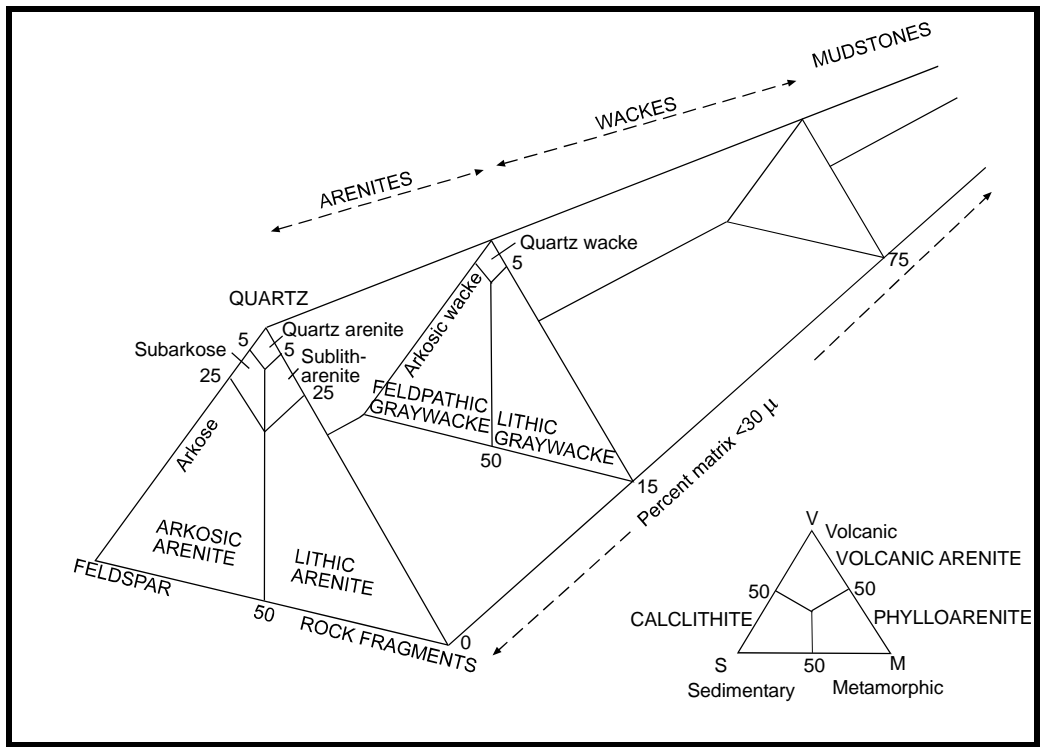 MUDSTONES
WACKES
ARENITES
Quartz wacke
5
QUARTZ
Quartz arenite
5
5
Subarkose
Sublith-
arenite
25
25
Arkosic wacke
75
FELDPATHIC
GRAYWACKE
LITHIC
GRAYWACKE
50
15
Arkose
Percent matrix <30 µ
ARKOSIC
ARENITE
LITHIC
ARENITE
FELDSPAR
50
ROCK FRAGMENTS
0
V
Volcanic
VOLCANIC ARENITE
50
50
CALCLITHITE
PHYLLOARENITE
S
50
M
Sedimentary
Metamorphic